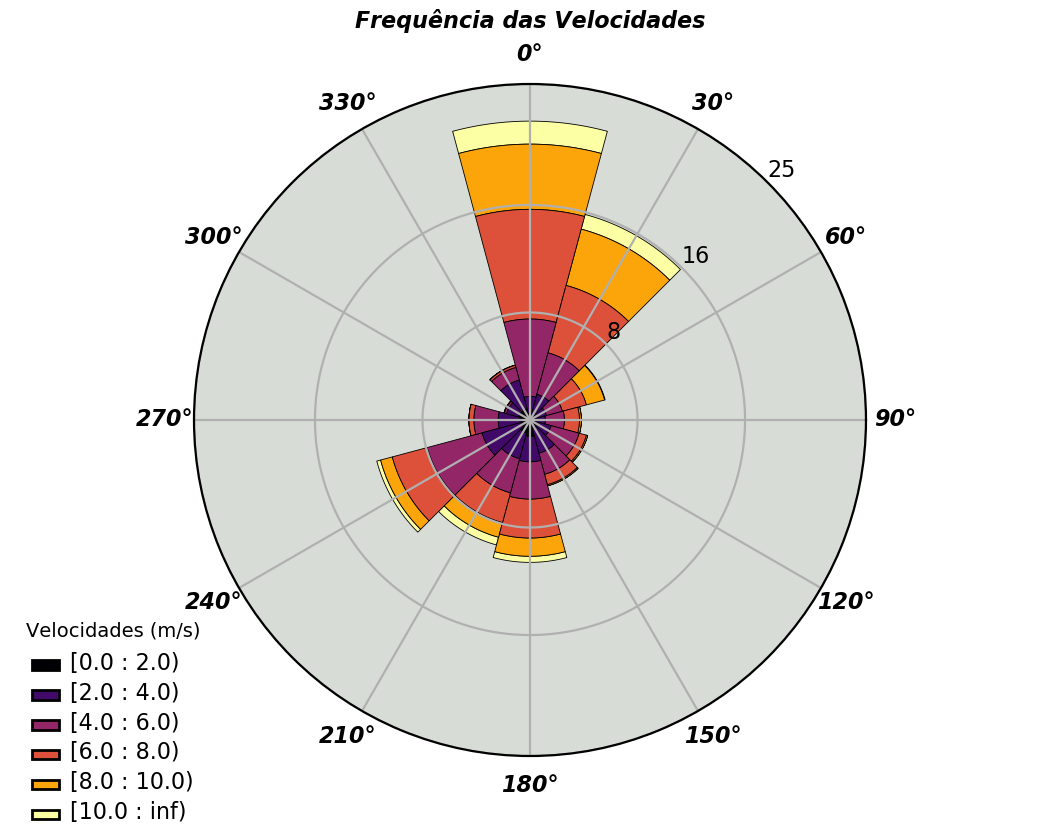 Frequência das Velocidades
0°
330°
30°
25
300°
60°
16
8
270°
90°
240°
120°
210°
150°
180°
Velocidades (m/s)
[0.0 : 2.0)
[2.0 : 4.0)
[4.0 : 6.0)
[6.0 : 8.0)
[8.0 : 10.0)
[10.0 : inf)